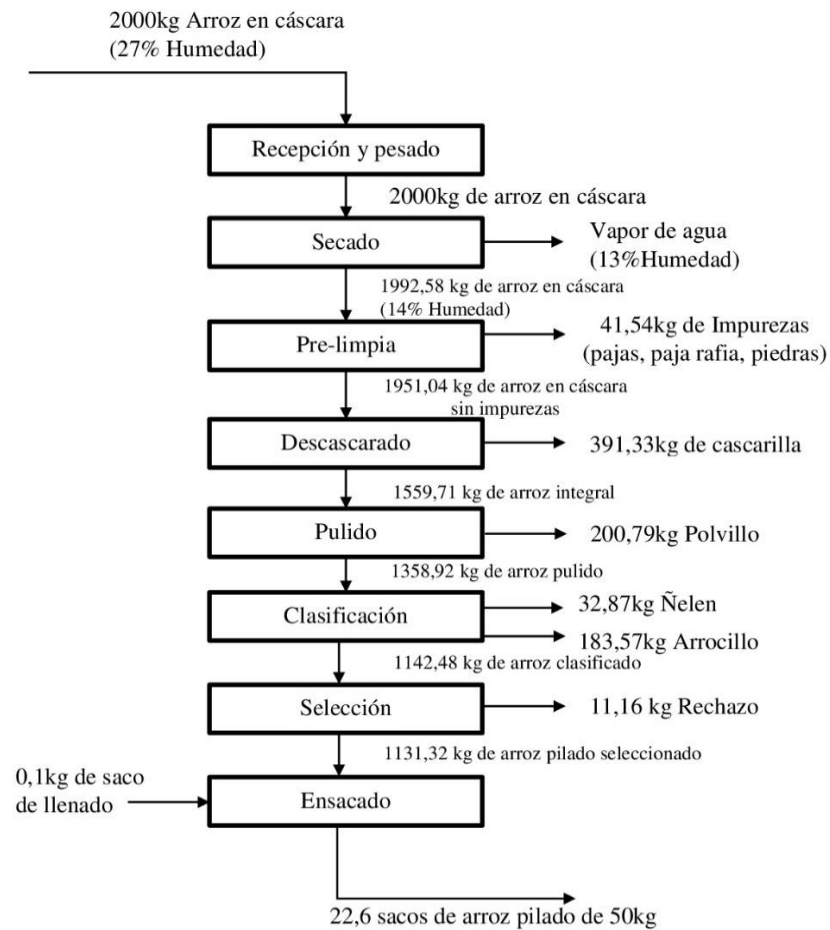 2000kg Arroz en cáscara
(27% Humedad)
Recepción y pesado
2000kg de arroz en cáscara
Secado
Vapor de agua
(13%Humedad)
1992,58 kg de arroz en cáscara
(14% Humedad)
Pre-limpia
41,54kg de Impurezas
(pajas, paja rafia, piedras)
1951,04 kg de arroz en cáscara
sin impurezas
Descascarado
391,33kg de cascarilla
1559,71 kg de arroz integral
Pulido
200,79kg Polvillo
1358,92 kg de arroz pulido
Clasificación
32,87kg Ñelen
183,57kg Arrocillo
1142,48 kg de arroz clasificado
Selección
11,16 kg Rechazo
1131,32 kg de arroz pilado seleccionado
0,1kg de saco
de llenado
Ensacado
22,6 sacos de arroz pilado de 50kg